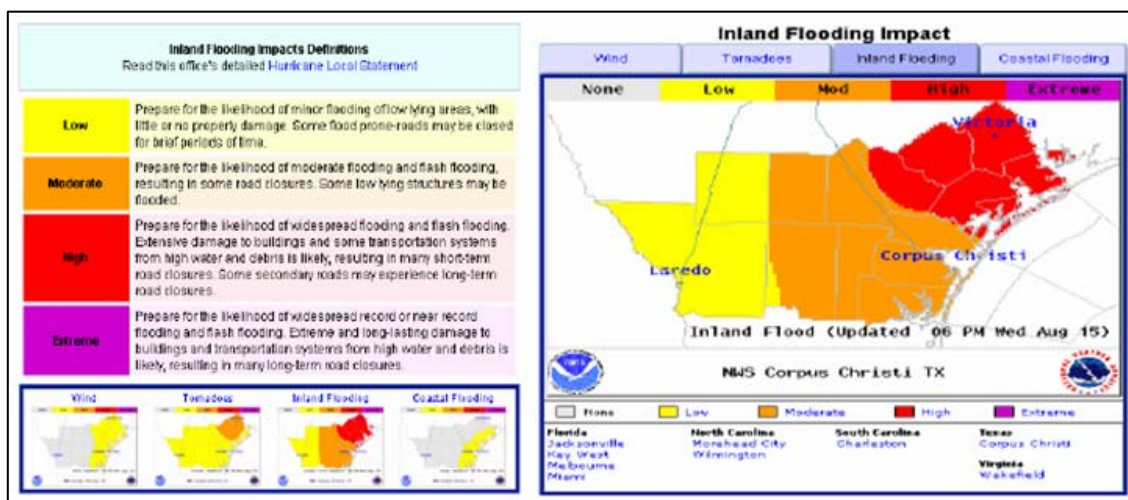 Inland Flooding Impacts Definitions
Read this office's detailed Hurricane Local Statement
Low
Prepare for the likelihood of minor flooding of low lying areas, with
little or no property damage. Some flood prone-roads may be closed
for brief periods of time.
Moderate
Prepare for the likelihood of moderate flooding and flash flooding,
resulting in some road closures. Some low lying structures may be
flooded.
High
Prepare for the likelihood of widespread flooding and flash flooding.
Extensive damage to buildings and some transportation systems
from high water and debris is likely, resulting in many short-term
road closures. Some secondary roads may experience long-term
road closures.
Extreme
Prepare for the likelihood of widespread record or near record
flooding and flash flooding. Extreme and long-lasting damage to
buildings and transportation systems from high water and debris is
likely, resulting in many long-term road closures.
Wind Tornadoes Inland Flooding Coastal Flooding
Inland Flooding Impact
Wind Tornadoes Inland Flooding Coastal Flooding
None Low Mod High Extreme
Victoria
Corpus Christi
Laredo
Inland Flood (Updated 06 PM Wed Aug 15)
NWS Corpus Christi TX
None Low Moderate High Extreme
Florida
Jacksonville
Key West
Melbourne
Miami
North Carolina
Morehead City
Wilmington
South Carolina
Charleston
Texas
Corpus Christi
Virginia
Wakefield